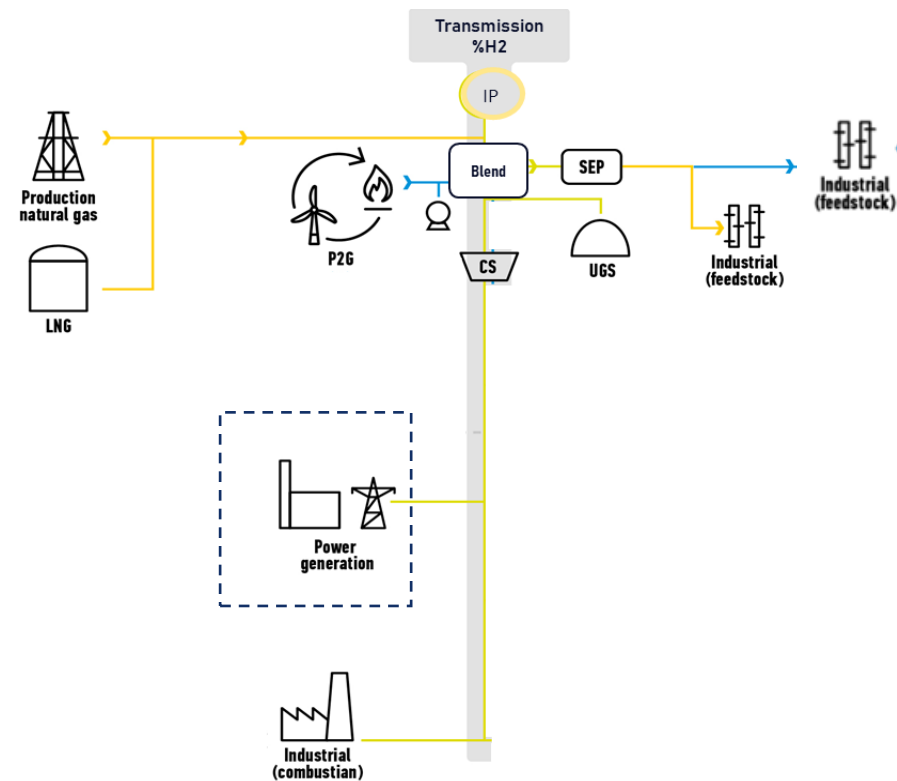 Transmission
%H2
IP
Production
natural gas
LNG
P2G
Blend
SEP
CS
UGS
Industrial
(feedstock)
Industrial
(feedstock)
Power
generation
Industrial
(combustian)